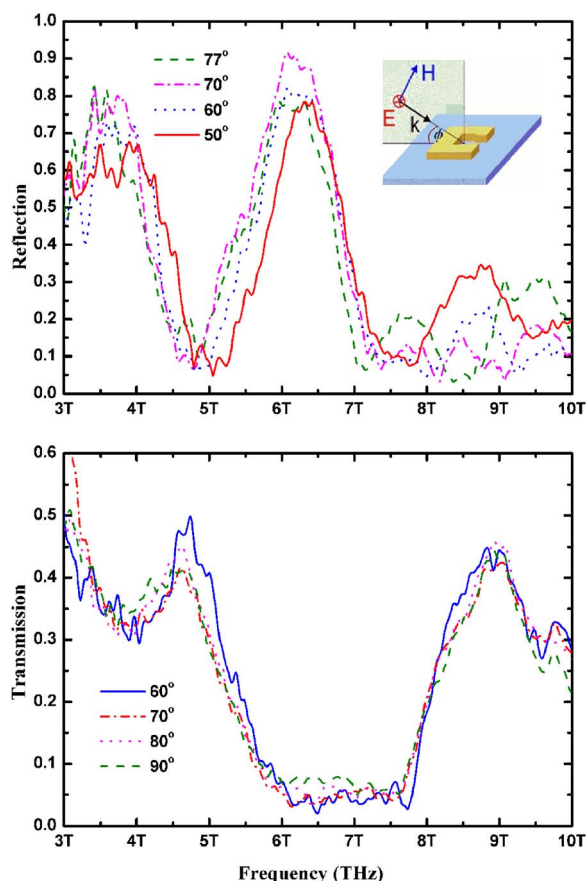 1.0
0.9
0.8
0.7
0.6
0.5
0.4
0.3
0.2
0.1
0.0
Reflection
77°
70°
60°
50°
H
E
k
ϕ
3T 4T 5T 6T 7T 8T 9T 10T
0.6
0.5
0.4
0.3
0.2
0.1
0.0
Transmission
60°
70°
80°
90°
3T 4T 5T 6T 7T 8T 9T 10T
Frequency (THz)